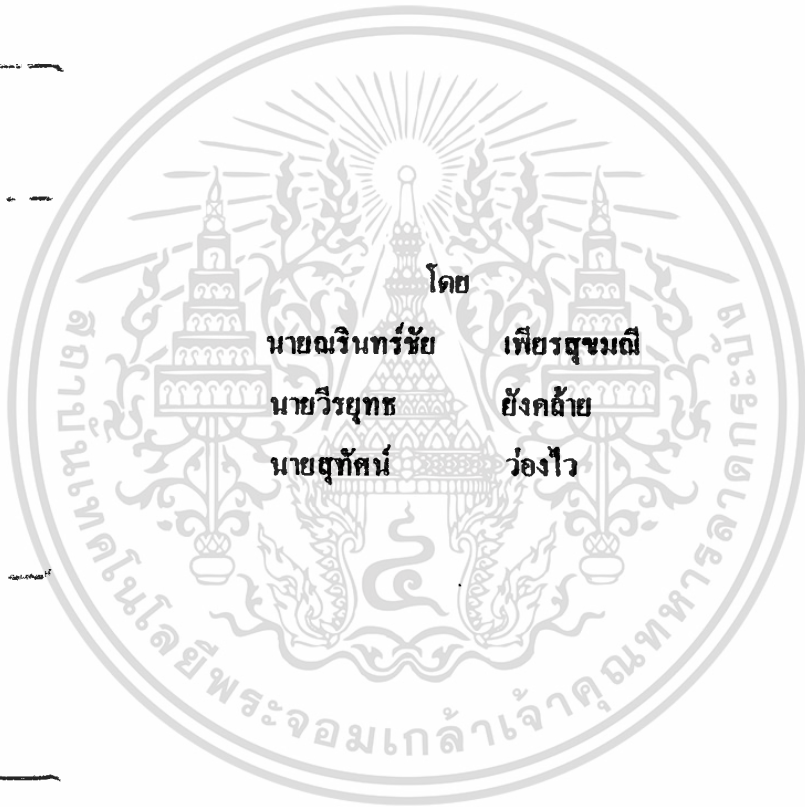 โดย
นายณรินทร์ชัย เพียรสุขมณี
นายวีรยุทธ ยังคล้าย
นายสุทัศน์ ว่องไว
สถาบันเทคโนโลยีพระจอมเกล้าเจ้าคุณทหารลาดกระบัง
๔